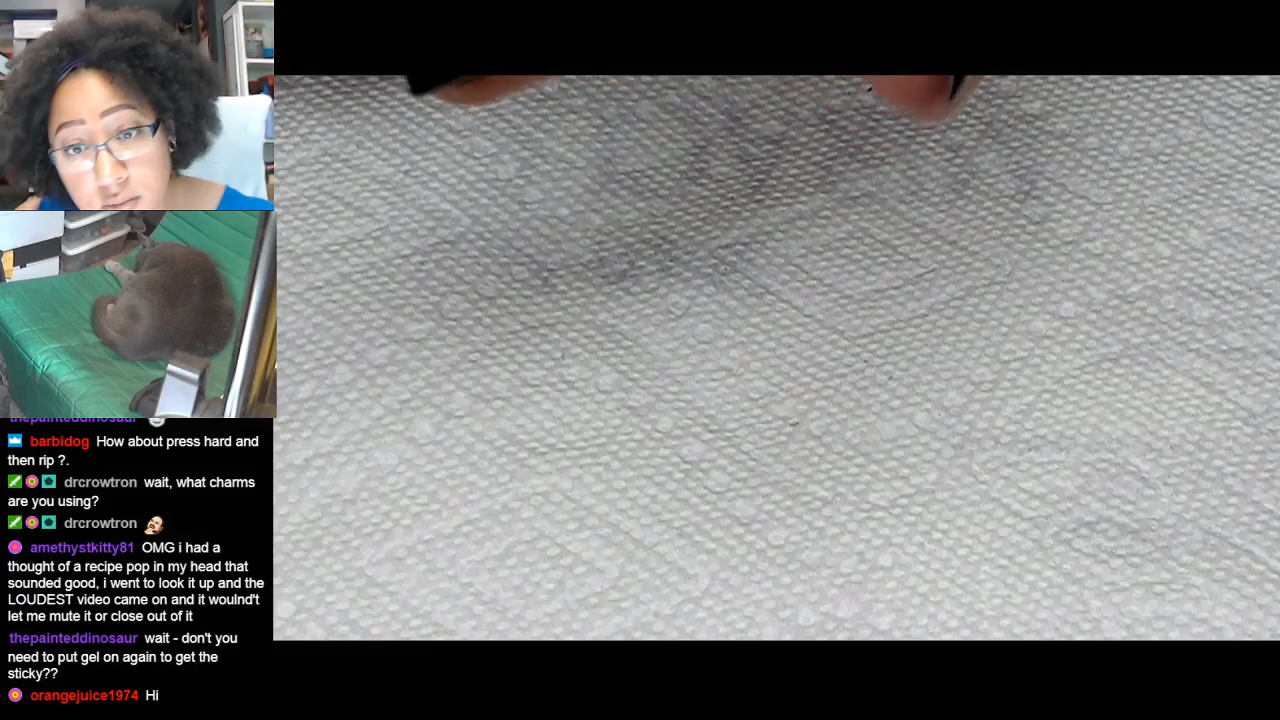 thepainteddinosaur
barbidog How about press hard and
then rip ?.
drcrowtron wait, what charms
are you using?
drcrowtron
amethystkitty81 OMG i had a
thought of a recipe pop in my head that
sounded good, i went to look it up and the
LOUDEST video came on and it woulnd't
let me mute it or close out of it
thepainteddinosaur wait - don't you
need to put gel on again to get the
sticky??
orangejuice1974 Hi